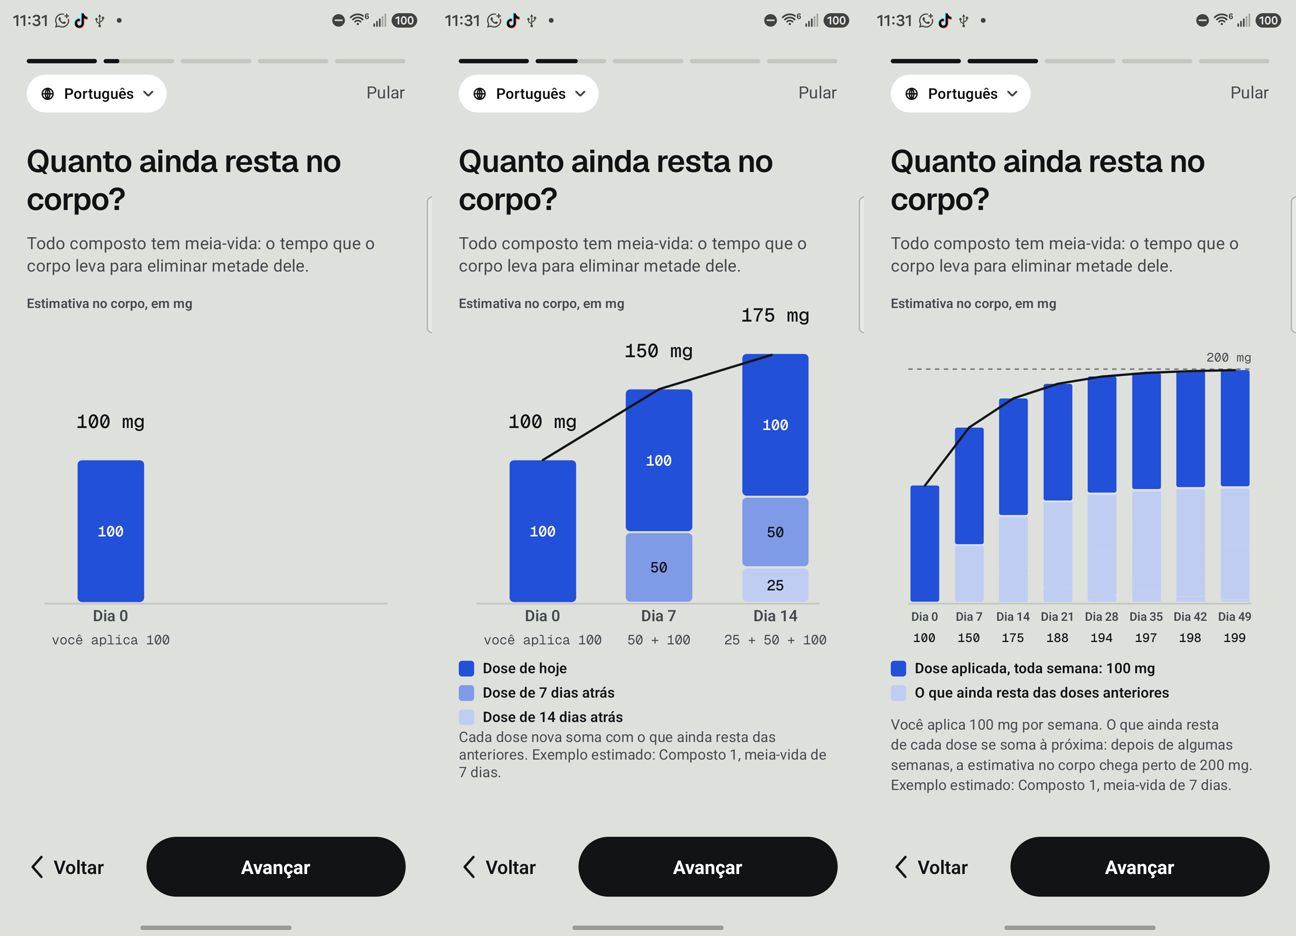 11:31
100
Português
Pular
Quanto ainda resta no
corpo?
Todo composto tem meia-vida: o tempo que o
corpo leva para eliminar metade dele.
Estimativa no corpo, em mg
100 mg
100
Dia 0
você aplica 100
Voltar
Avançar
11:31
100
Português
Pular
Quanto ainda resta no
corpo?
Todo composto tem meia-vida: o tempo que o
corpo leva para eliminar metade dele.
Estimativa no corpo, em mg
100 mg
150 mg
175 mg
100
100
50
100
50
25
Dia 0
Dia 7
Dia 14
você aplica 100
50 + 100
25 + 50 + 100
Dose de hoje
Dose de 7 dias atrás
Dose de 14 dias atrás
Cada dose nova soma com o que ainda resta das
anteriores. Exemplo estimado: Composto 1, meia-vida de
7 dias.
Voltar
Avançar
11:31
100
Português
Pular
Quanto ainda resta no
corpo?
Todo composto tem meia-vida: o tempo que o
corpo leva para eliminar metade dele.
Estimativa no corpo, em mg
200 mg
Dia 0 Dia 7 Dia 14 Dia 21 Dia 28 Dia 35 Dia 42 Dia 49
100 150 175 188 194 197 198 199
Dose aplicada, toda semana: 100 mg
O que ainda resta das doses anteriores
Você aplica 100 mg por semana. O que ainda resta
de cada dose se soma à próxima: depois de algumas
semanas, a estimativa no corpo chega perto de 200 mg.
Exemplo estimado: Composto 1, meia-vida de 7 dias.
Voltar
Avançar